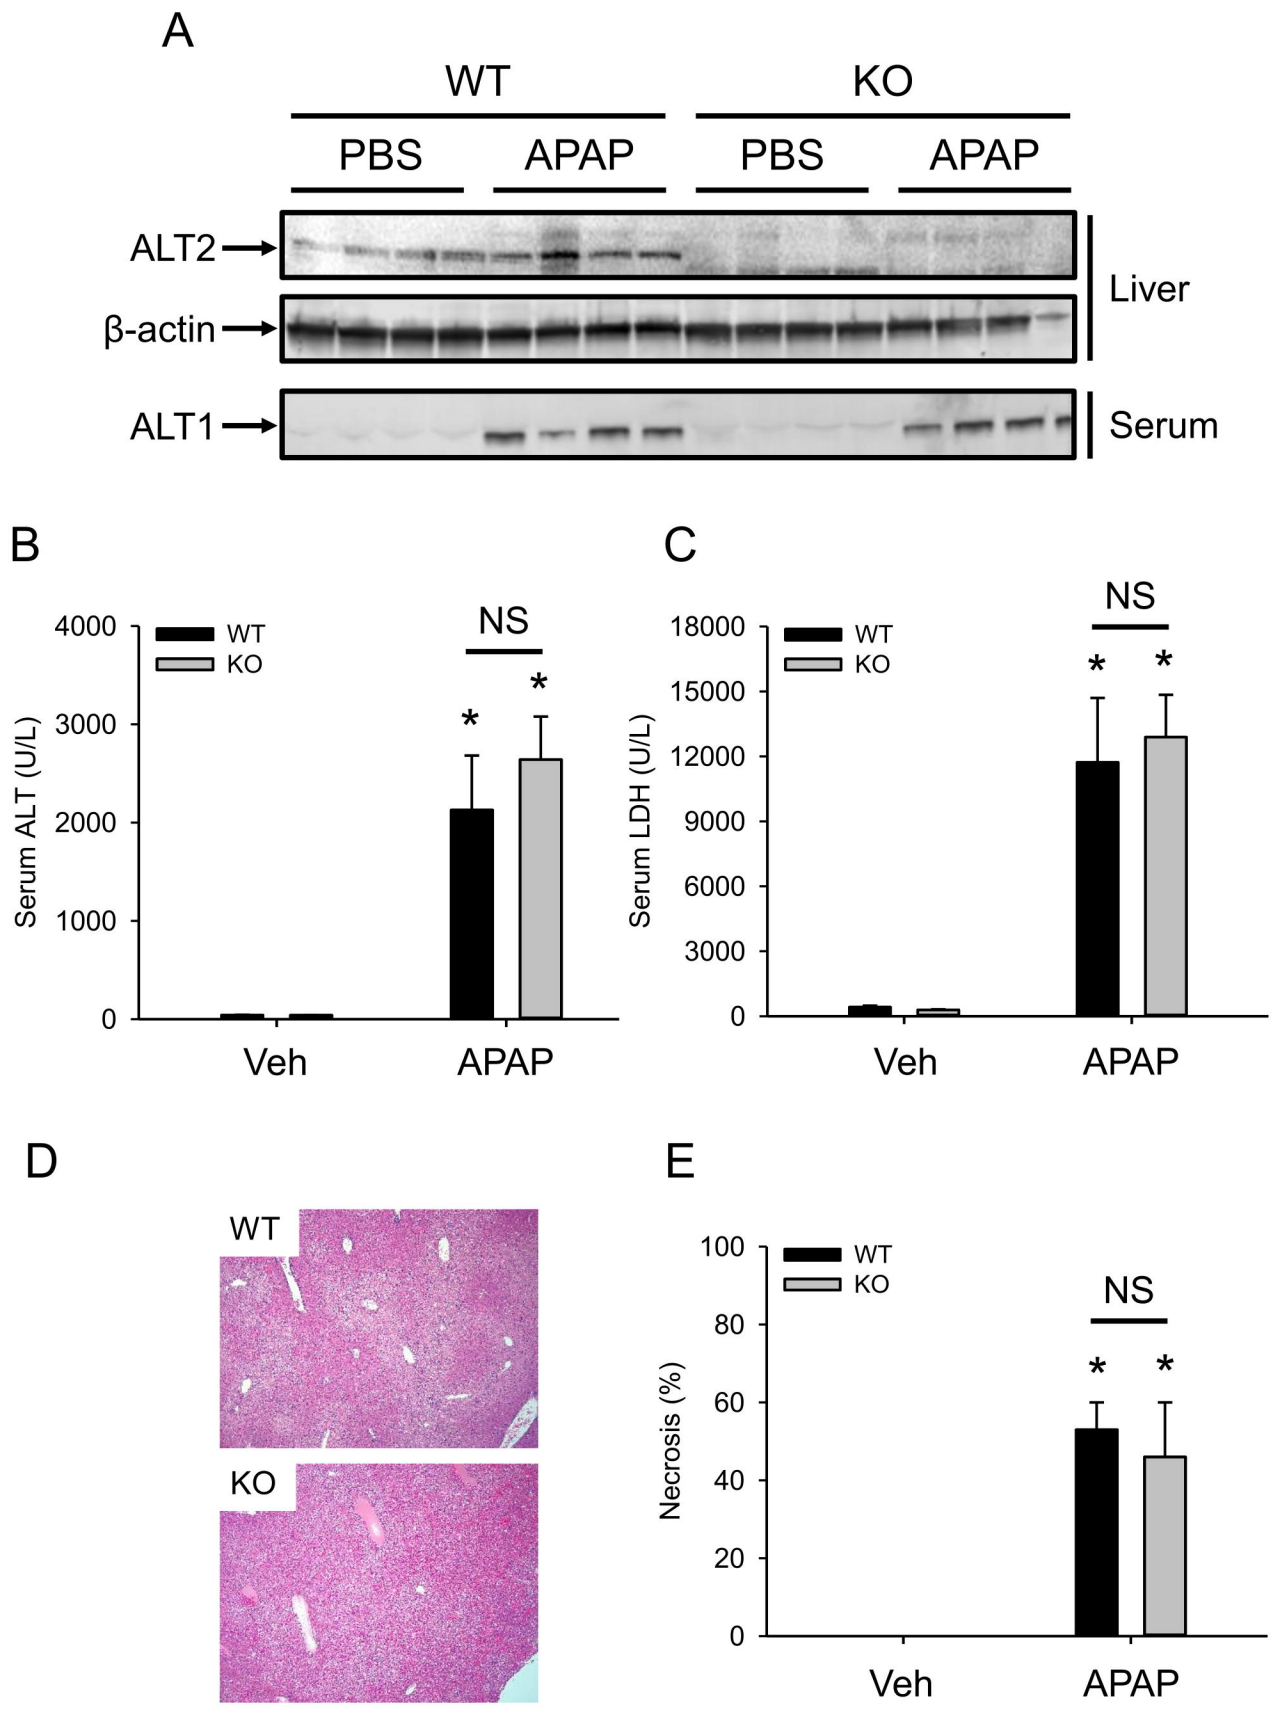 A
WT KO
PBS APAP PBS APAP
ALT2
Liver
β-actin
ALT1
Serum
B
4000
3000
2000
1000
0
Serum ALT (U/L)
WT
KO
NS
*
*
Veh
APAP
C
18000
15000
12000
9000
6000
3000
0
Serum LDH (U/L)
WT
KO
NS
*
*
Veh
APAP
D
WT
KO
E
100
80
60
40
20
0
Necrosis (%)
WT
KO
NS
*
*
Veh
APAP